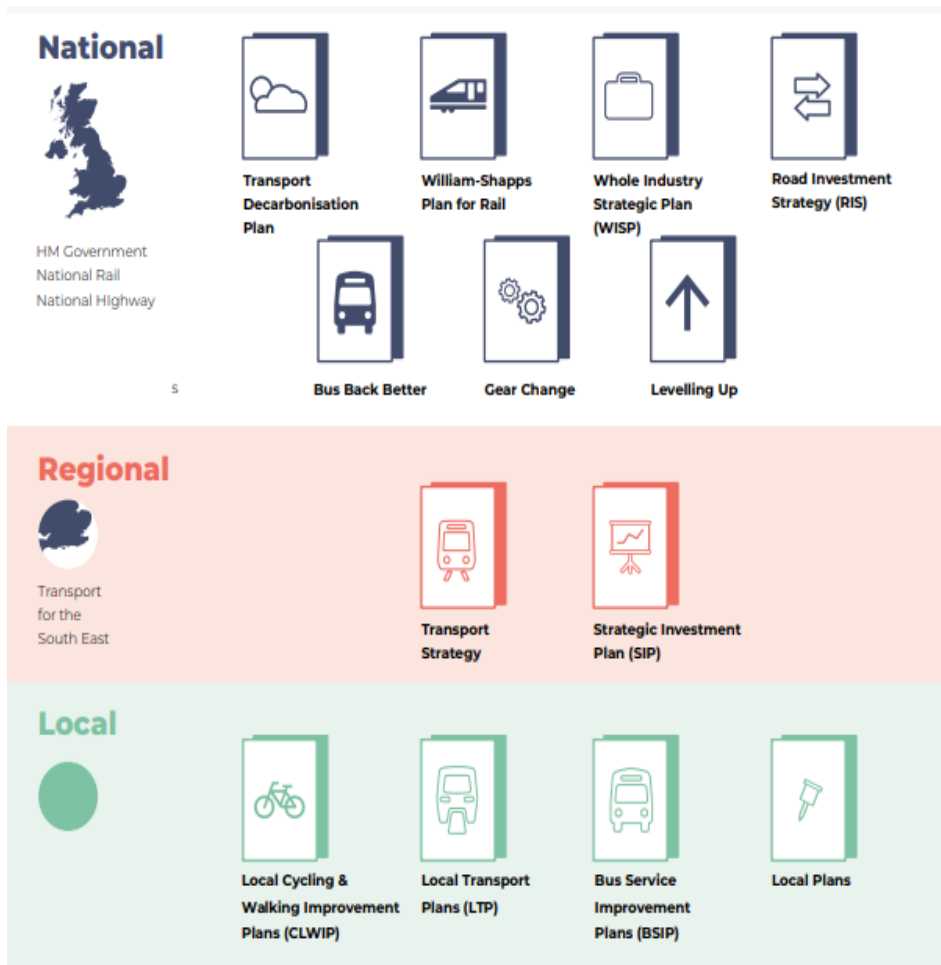 National
HM Government
National Rail
National HIghway
s
Transport
Decarbonisation
Plan
William-Shapps
Plan for Rail
Whole Industry
Strategic Plan
(WISP)
Road Investment
Strategy (RIS)
Bus Back Better
Gear Change
Levelling Up
Regional
Transport
for the
South East
Transport
Strategy
Strategic Investment
Plan (SIP)
Local
Local Cycling &
Walking Improvement
Plans (CLWIP)
Local Transport
Plans (LTP)
Bus Service
Improvement
Plans (BSIP)
Local Plans